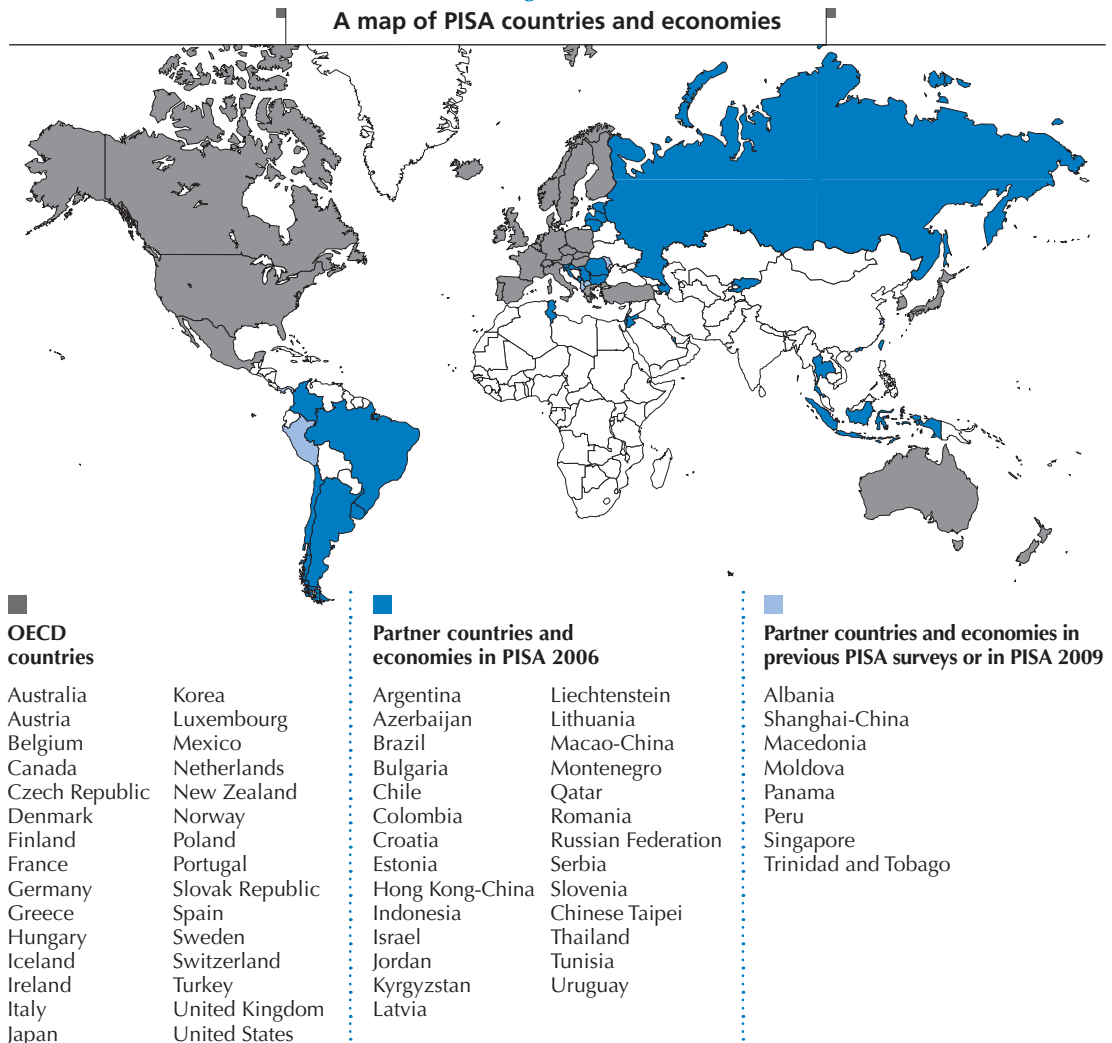 A map of PISA countries and economies
OECD
countries
Australia
Austria
Belgium
Canada
Czech Republic
Denmark
Finland
France
Germany
Greece
Hungary
Iceland
Ireland
Italy
Japan
Korea
Luxembourg
Mexico
Netherlands
New Zealand
Norway
Poland
Portugal
Slovak Republic
Spain
Sweden
Switzerland
Turkey
United Kingdom
United States
Partner countries and
economies in PISA 2006
Argentina
Azerbaijan
Brazil
Bulgaria
Chile
Colombia
Croatia
Estonia
Hong Kong-China
Indonesia
Israel
Jordan
Kyrgyzstan
Latvia
Liechtenstein
Lithuania
Macao-China
Montenegro
Qatar
Romania
Russian Federation
Serbia
Slovenia
Chinese Taipei
Thailand
Tunisia
Uruguay
Partner countries and economies in
previous PISA surveys or in PISA 2009
Albania
Shanghai-China
Macedonia
Moldova
Panama
Peru
Singapore
Trinidad and Tobago